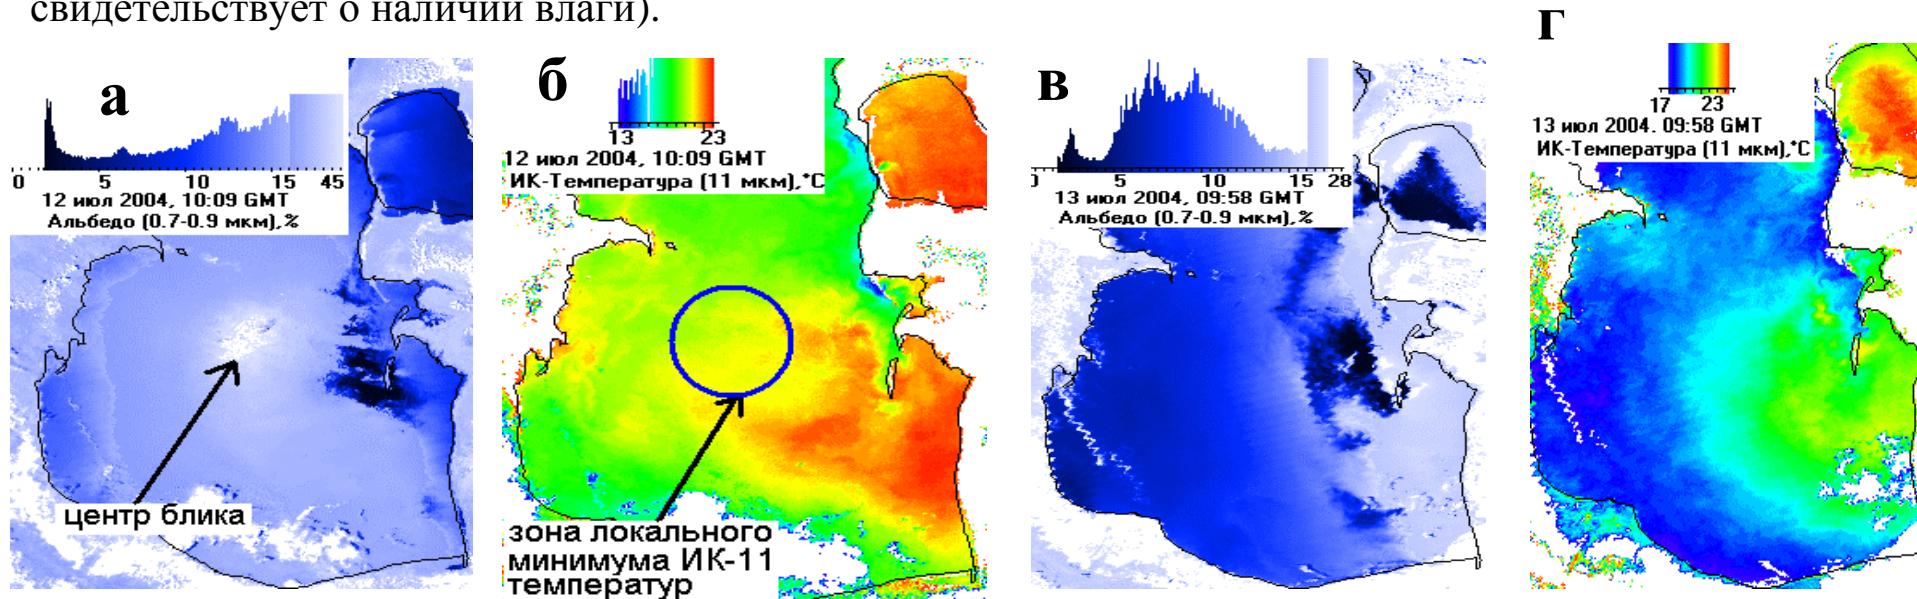 свидетельствует о наличии влаги).
а
0 5 10 15 45
12 июл 2004, 10:09 GMT
Альбедо (0.7-0.9 мкм),%
центр блика
б
13 23
12 июл 2004, 10:09 GMT
ИК-Температура (11 мкм),°C
зона локального
минимума ИК-11
температур
в
0 5 10 15 28
13 июл 2004, 09:58 GMT
Альбедо (0.7-0.9 мкм),%
г
17 23
13 июл 2004. 09:58 GMT
ИК-Температура (11 мкм),°C